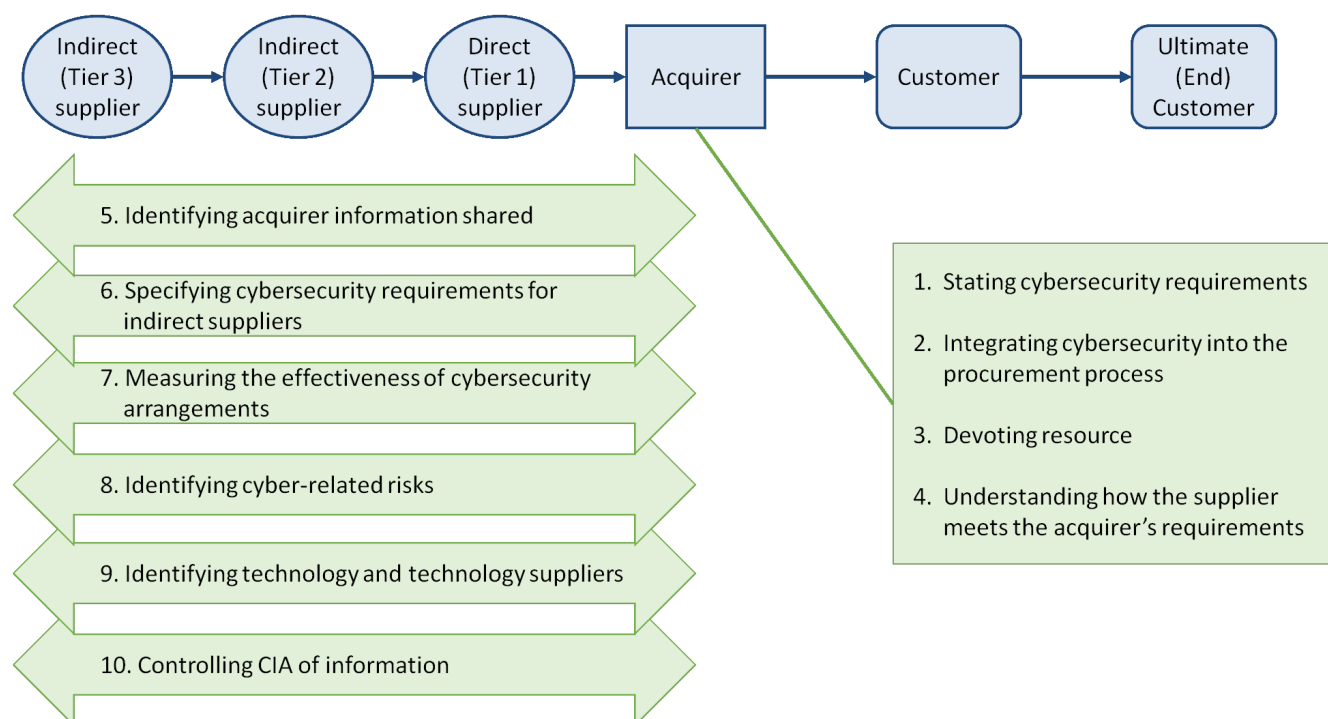 Indirect
(Tier 3)
supplier
Indirect
(Tier 2)
supplier
Direct
(Tier 1)
supplier
Acquirer
Customer
Ultimate
(End)
Customer
5. Identifying acquirer information shared
6. Specifying cybersecurity requirements for
indirect suppliers
7. Measuring the effectiveness of cybersecurity
arrangements
8. Identifying cyber-related risks
9. Identifying technology and technology suppliers
10. Controlling CIA of information
1. Stating cybersecurity requirements
2. Integrating cybersecurity into the
procurement process
3. Devoting resource
4. Understanding how the supplier
meets the acquirer's requirements